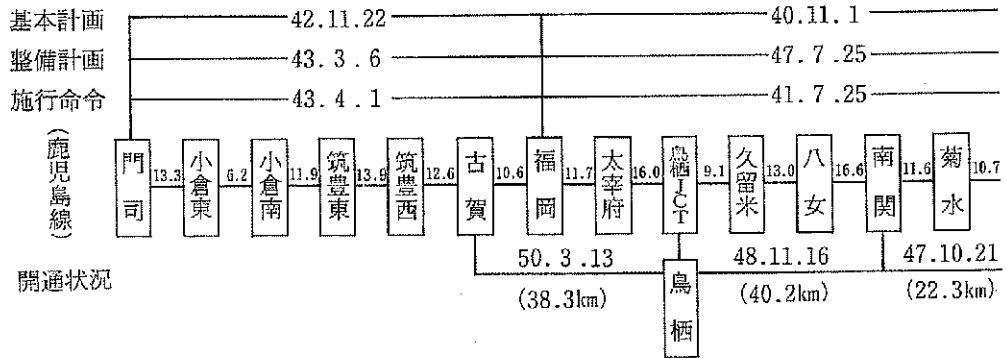 基本計画 42.11.22 40.11.1
整備計画 43.3.6 47.7.25
施行命令 43.4.1 41.7.25
(鹿児島線)
門司 13.3 小倉東 6.2 小倉南 11.9 筑豊東 13.9 筑豊西 12.6 古賀 10.6 福岡 11.7 太宰府 16.0 鳥栖JCT 9.1 久留米 13.0 八女 16.6 南関 11.6 菊水 10.7
開通状況 50.3.13 48.11.16 47.10.21
(38.3km) 鳥栖 (40.2km) (22.3km)